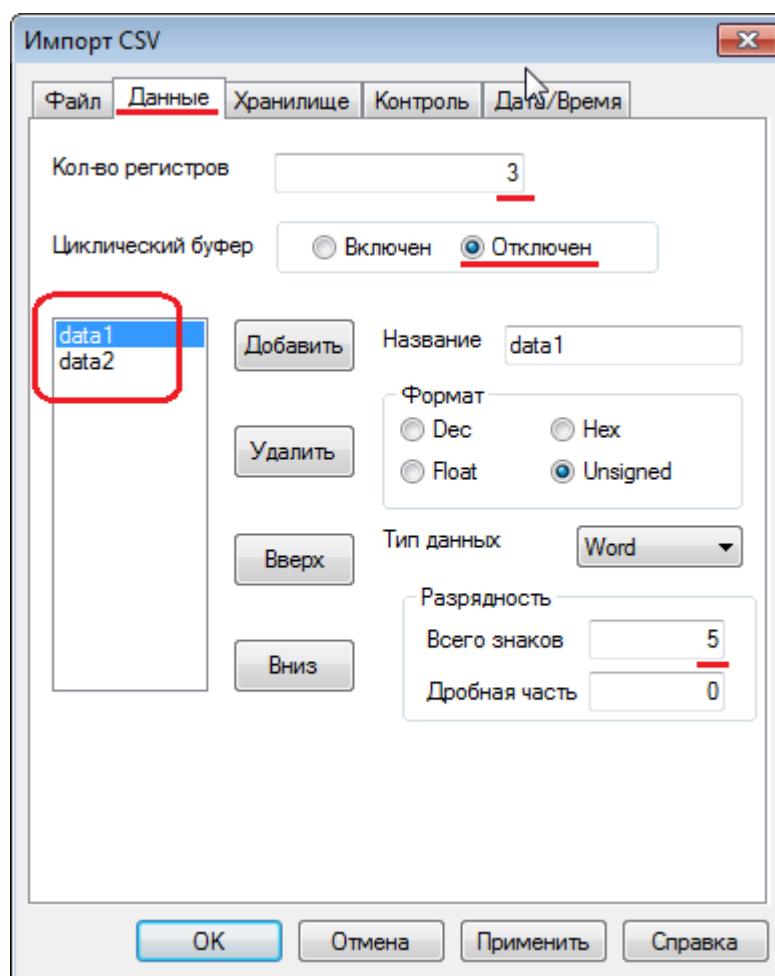 Импорт CSV
Файл Данные Хранилище Контроль Дата/Время
Кол-во регистров 3
Циклический буфер Включен Отключен
data1
data2
Добавить
Удалить
Вверх
Вниз
Название data1
Формат
Dec Hex
Float Unsigned
Тип данных Word
Разрядность
Всего знаков 5
Дробная часть 0
OK Отмена Применить Справка